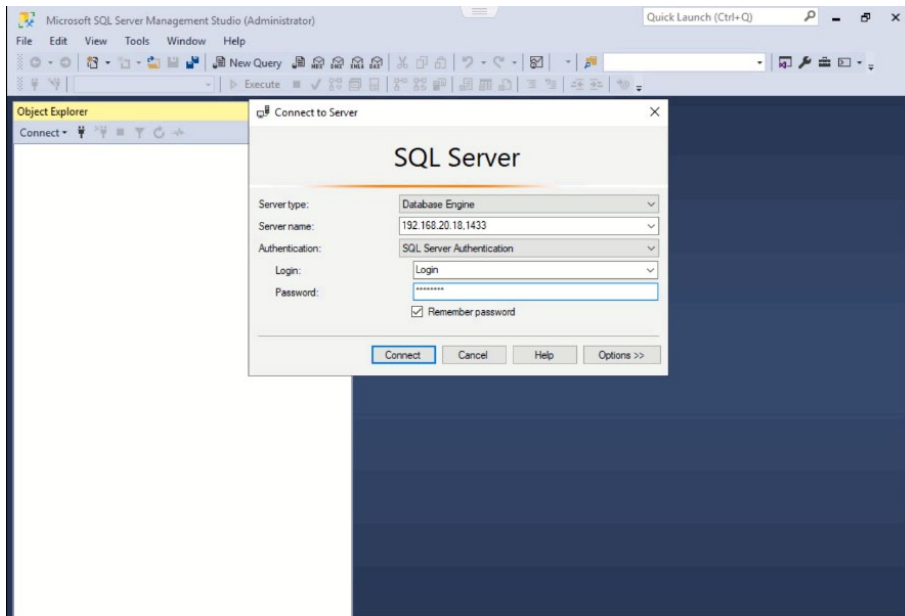 Microsoft SQL Server Management Studio (Administrator)
Quick Launch (Ctrl+Q)
File Edit View Tools Window Help
New Query
Execute
Object Explorer
Connect
Connect to Server
SQL Server
Server type: Database Engine
Server name: 192.168.20.18,1433
Authentication: SQL Server Authentication
Login: Login
Password: ********
Remember password
Connect Cancel Help Options >>